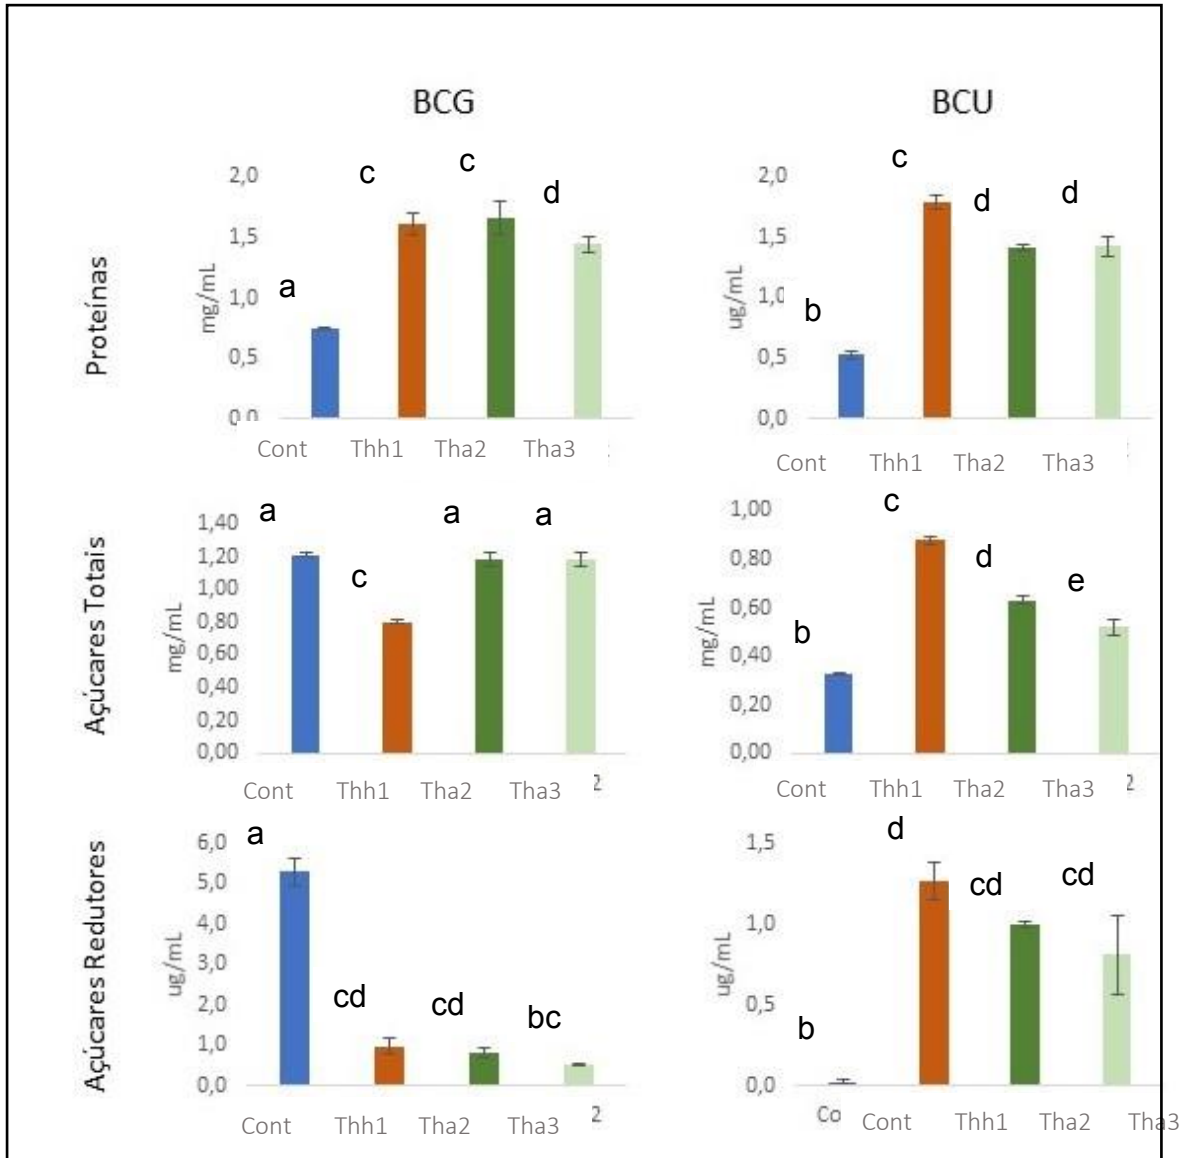 BCG
BCU
Proteínas
mg/mL
2,0
1,5
1,0
0,5
0,0
a
c
c
d
Cont Thh1 Tha2 Tha3
ug/mL
2,0
1,5
1,0
0,5
0,0
b
c
d
d
Cont Thh1 Tha2 Tha3
Açúcares Totais
mg/mL
1,40
1,20
1,00
0,80
0,60
0,40
0,20
0,00
a
c
a
a
Cont Thh1 Tha2 Tha3 2
mg/mL
1,00
0,80
0,60
0,40
0,20
0,00
b
c
d
e
Cont Thh1 Tha2 Tha3 2
Açúcares Redutores
ug/mL
6,0
5,0
4,0
3,0
2,0
1,0
0,0
a
cd
cd
bc
Cont Thh1 Tha2 Tha3 2
ug/mL
1,5
1,0
0,5
0,0
b
d
cd
cd
Co Cont Thh1 Tha2 Tha3